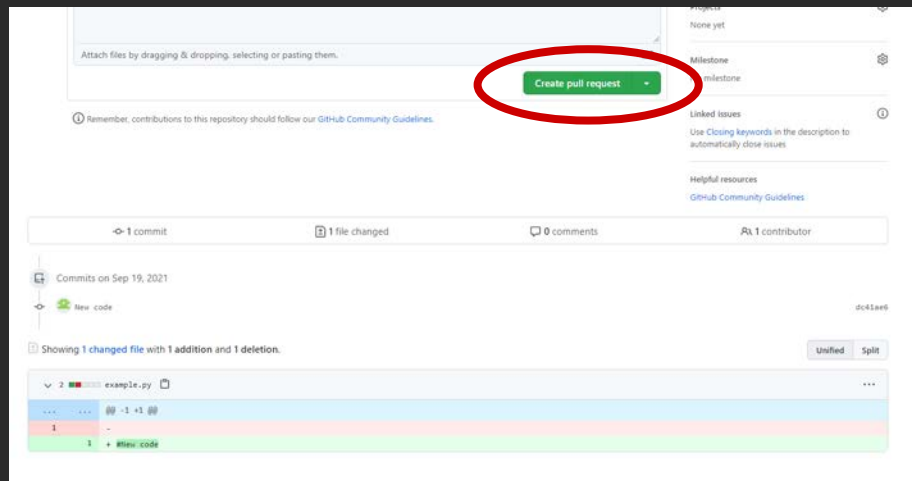 Projects
None yet
Attach files by dragging & dropping, selecting or pasting them.
Milestone
milestone
Create pull request
Remember, contributions to this repository should follow our GitHub Community Guidelines.
Linked issues
Use Closing keywords in the description to
automatically close issues
Helpful resources
GitHub Community Guidelines
1 commit
1 file changed
0 comments
1 contributor
Commits on Sep 19, 2021
New code
dc41ae6
Showing 1 changed file with 1 addition and 1 deletion.
Unified Split
2 example.py
... ... @@ -1 +1 @@
1 -
1 + #New code